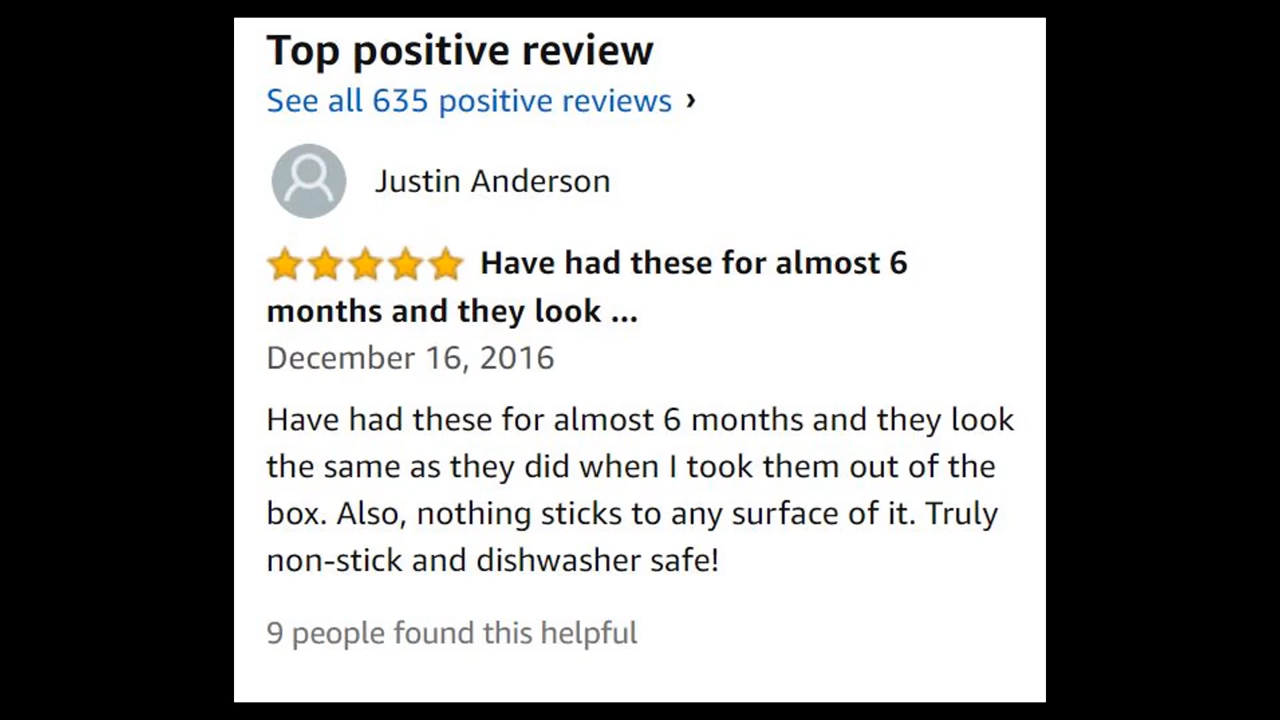 Top positive review
See all 635 positive reviews ›
Justin Anderson
Have had these for almost 6
months and they look ...
December 16, 2016
Have had these for almost 6 months and they look
the same as they did when I took them out of the
box. Also, nothing sticks to any surface of it. Truly
non-stick and dishwasher safe!
9 people found this helpful